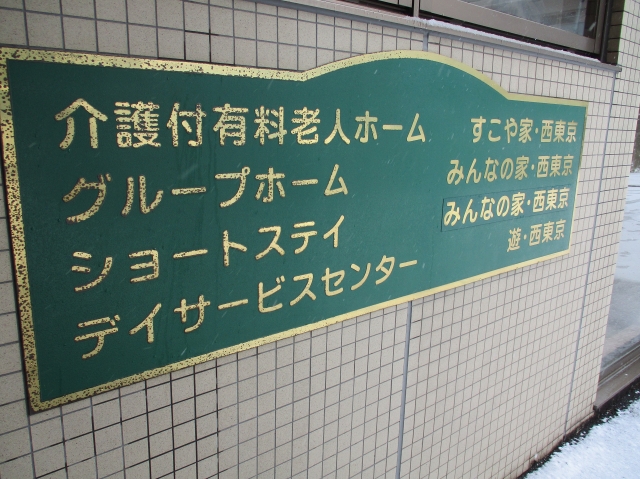 介護付有料老人ホーム すこや家・西東京
グループホーム みんなの家・西東京
ショートステイ みんなの家・西東京
デイサービスセンター 遊・西東京